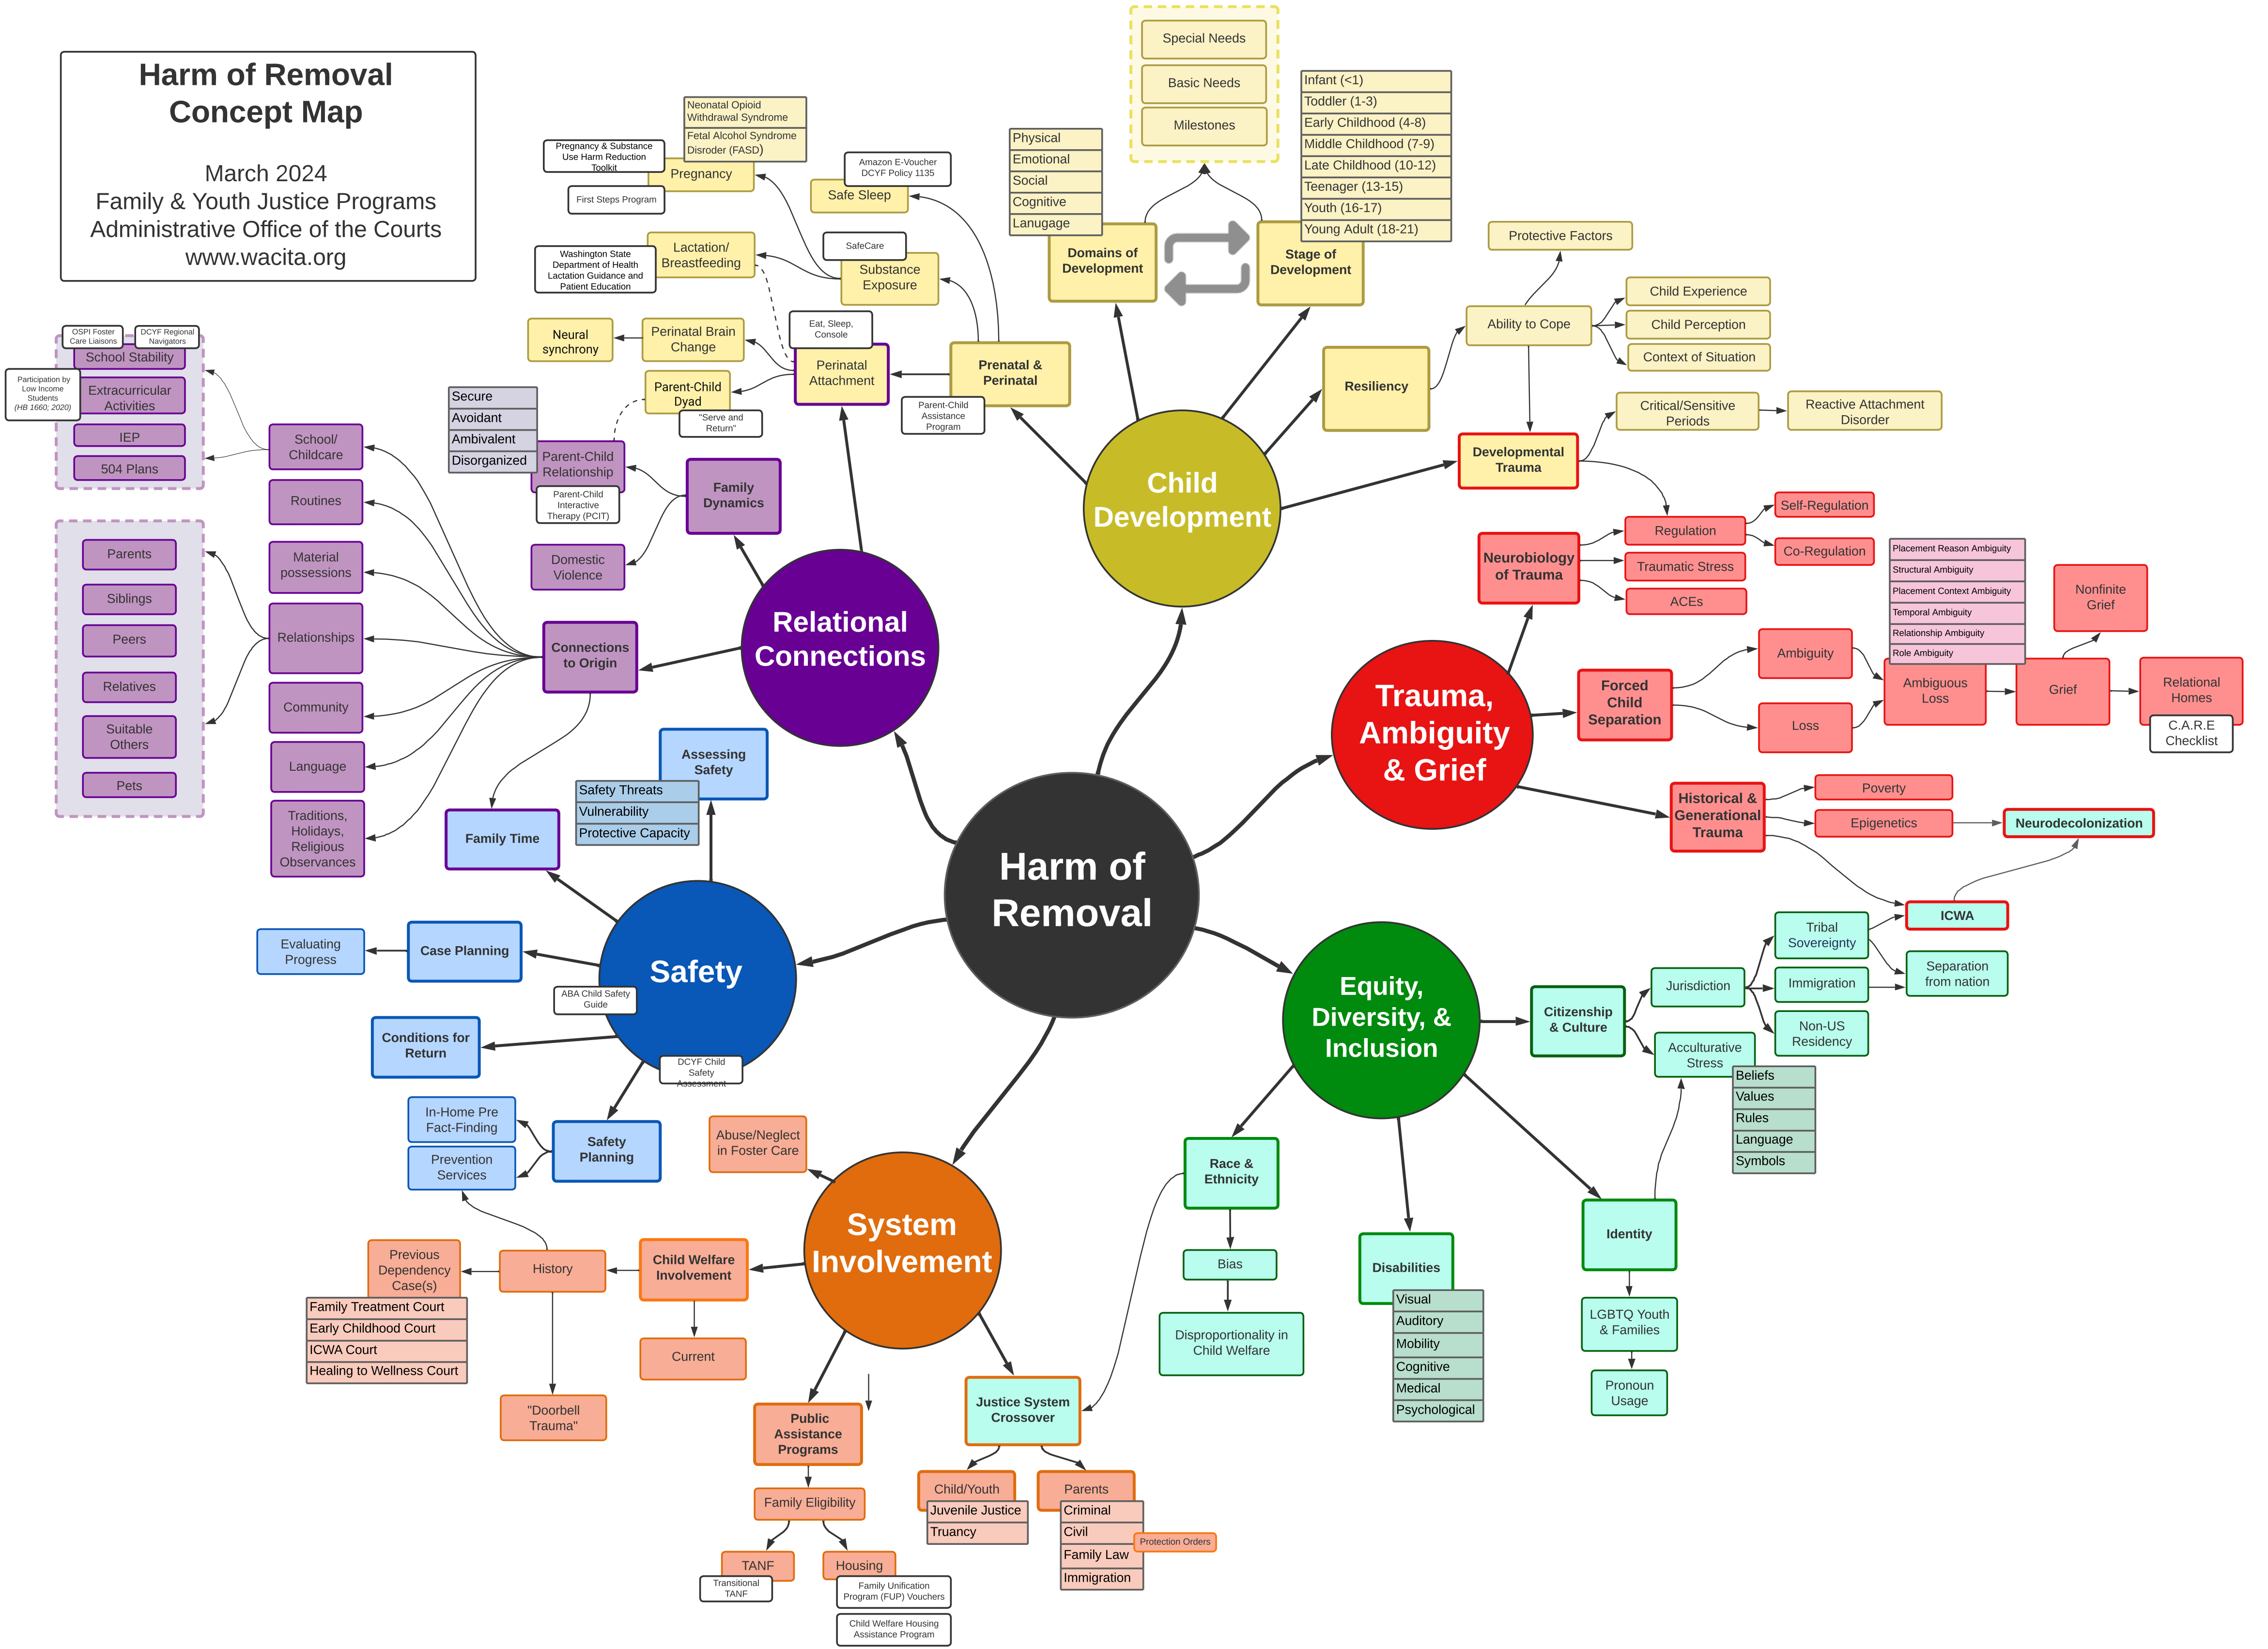 Harm of Removal
Concept Map
March 2024
Family & Youth Justice Programs
Administrative Office of the Courts
www.wacita.org
Special Needs
Basic Needs
Milestones
Physical
Emotional
Social
Cognitive
Lanugage
Domains of
Development
Infant (<1)
Toddler (1-3)
Early Childhood (4-8)
Middle Childhood (7-9)
Late Childhood (10-12)
Teenager (13-15)
Youth (16-17)
Young Adult (18-21)
Stage of
Development
Neonatal Opioid
Withdrawal Syndrome
Fetal Alcohol Syndrome
Disroder (FASD)
Pregnancy & Substance
Use Harm Reduction
Toolkit
Pregnancy
First Steps Program
Amazon E-Voucher
DCYF Policy 1135
Safe Sleep
Lactation/
Breastfeeding
Washington State
Department of Health
Lactation Guidance and
Patient Education
SafeCare
Substance
Exposure
Neural
synchrony
Perinatal Brain
Change
Eat, Sleep,
Console
Perinatal
Attachment
Prenatal &
Perinatal
Parent-Child
Assistance
Program
Parent-Child
Dyad
"Serve and
Return"
Resiliency
Protective Factors
Ability to Cope
Child Experience
Child Perception
Context of Situation
Developmental
Trauma
Critical/Sensitive
Periods
Reactive Attachment
Disorder
Child
Development
OSPI Foster
Care Liaisons
DCYF Regional
Navigators
School Stability
Participation by
Low Income
Students
(HB 1660; 2020)
Extracurricular
Activities
IEP
504 Plans
Parents
Siblings
Peers
Relatives
Suitable
Others
Pets
School/
Childcare
Routines
Material
possessions
Relationships
Community
Language
Traditions,
Holidays,
Religious
Observances
Secure
Avoidant
Ambivalent
Disorganized
Parent-Child
Relationship
Parent-Child
Interactive
Therapy (PCIT)
Domestic
Violence
Family
Dynamics
Connections
to Origin
Relational
Connections
Neurobiology
of Trauma
Regulation
Self-Regulation
Co-Regulation
Traumatic Stress
ACEs
Trauma,
Ambiguity
& Grief
Forced
Child
Separation
Ambiguity
Loss
Placement Reason Ambiguity
Structural Ambiguity
Placement Context Ambiguity
Temporal Ambiguity
Relationship Ambiguity
Role Ambiguity
Ambiguous
Loss
Grief
Nonfinite
Grief
Relational
Homes
C.A.R.E
Checklist
Historical &
Generational
Trauma
Poverty
Epigenetics
Neurodecolonization
ICWA
Harm of
Removal
Assessing
Safety
Safety Threats
Vulnerability
Protective Capacity
Family Time
Safety
ABA Child Safety
Guide
DCYF Child
Safety
Assessment
Case Planning
Evaluating
Progress
Conditions for
Return
Safety
Planning
In-Home Pre
Fact-Finding
Prevention
Services
Equity,
Diversity, &
Inclusion
Citizenship
& Culture
Jurisdiction
Tribal
Sovereignty
Immigration
Non-US
Residency
Separation
from nation
Acculturative
Stress
Beliefs
Values
Rules
Language
Symbols
Race &
Ethnicity
Bias
Disproportionality in
Child Welfare
Disabilities
Visual
Auditory
Mobility
Cognitive
Medical
Psychological
Identity
LGBTQ Youth
& Families
Pronoun
Usage
System
Involvement
Abuse/Neglect
in Foster Care
Child Welfare
Involvement
Current
History
Previous
Dependency
Case(s)
Family Treatment Court
Early Childhood Court
ICWA Court
Healing to Wellness Court
"Doorbell
Trauma"
Public
Assistance
Programs
Family Eligibility
TANF
Transitional
TANF
Housing
Family Unification
Program (FUP) Vouchers
Child Welfare Housing
Assistance Program
Justice System
Crossover
Child/Youth
Juvenile Justice
Truancy
Parents
Criminal
Civil
Protection Orders
Family Law
Immigration